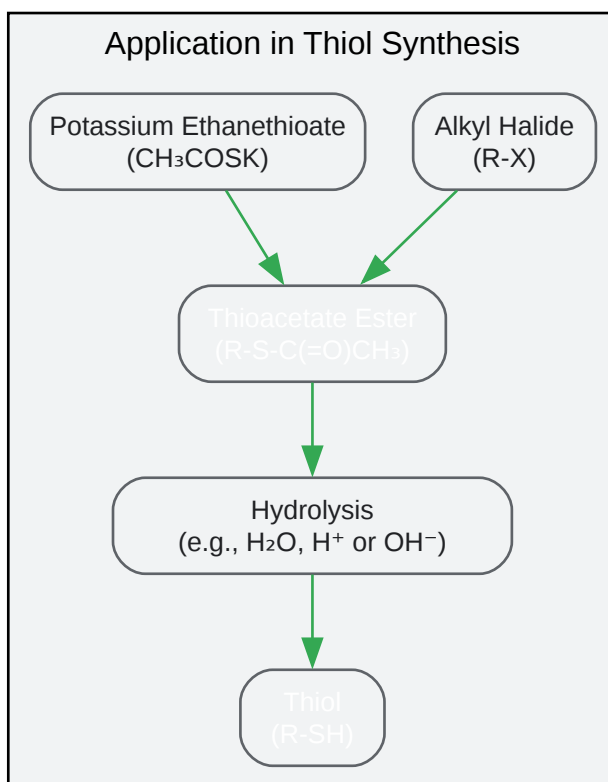 Application in Thiol Synthesis
Potassium Ethanethioate
(CH₃COSK)
Alkyl Halide
(R-X)
Thioacetate Ester
(R-S-C(=O)CH₃)
Hydrolysis
(e.g., H₂O, H⁺ or OH⁻)
Thiol
(R-SH)